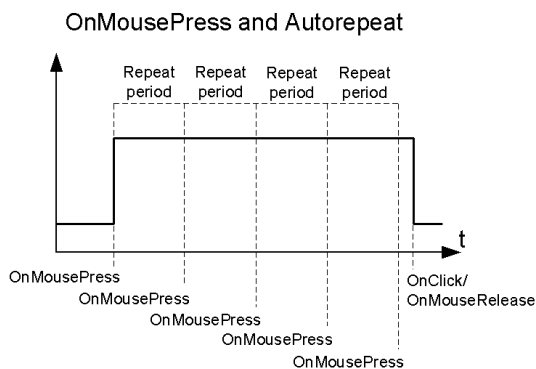 OnMousePress and Autorepeat
Repeat period
Repeat period
Repeat period
Repeat period
t
OnMousePress
OnMousePress
OnMousePress
OnMousePress
OnMousePress
OnClick/
OnMouseRelease